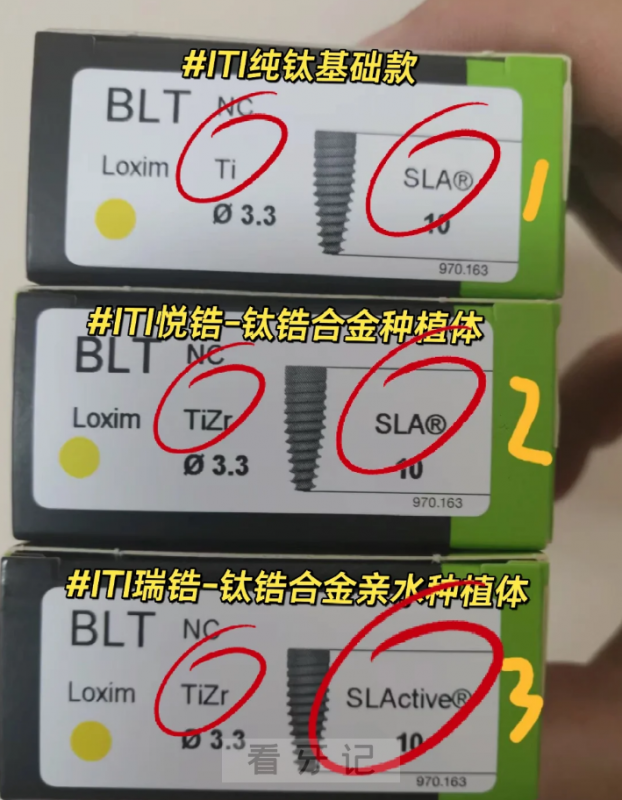 #ITI纯钛基础款
BLT NC
Loxim Ti SLA®
Ø 3.3 10
970.163
1
#ITI悦锆-钛锆合金种植体
BLT NC
Loxim TiZr SLA®
Ø 3.3 10
970.163
2
#ITI瑞锆-钛锆合金亲水种植体
BLT NC
Loxim TiZr SLActive®
Ø 3.3 10
970.163
3
看牙记